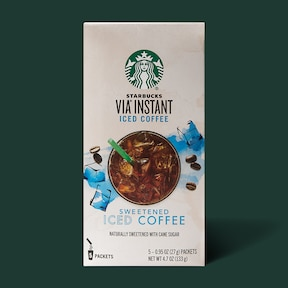 STARBUCKS
VIA INSTANT
ICED COFFEE
SWEETENED
ICED COFFEE
NATURALLY SWEETENED WITH CANE SUGAR
5 - 0.95 OZ (27g) PACKETS
PACKETS
NET WT 4.7 OZ (133g)